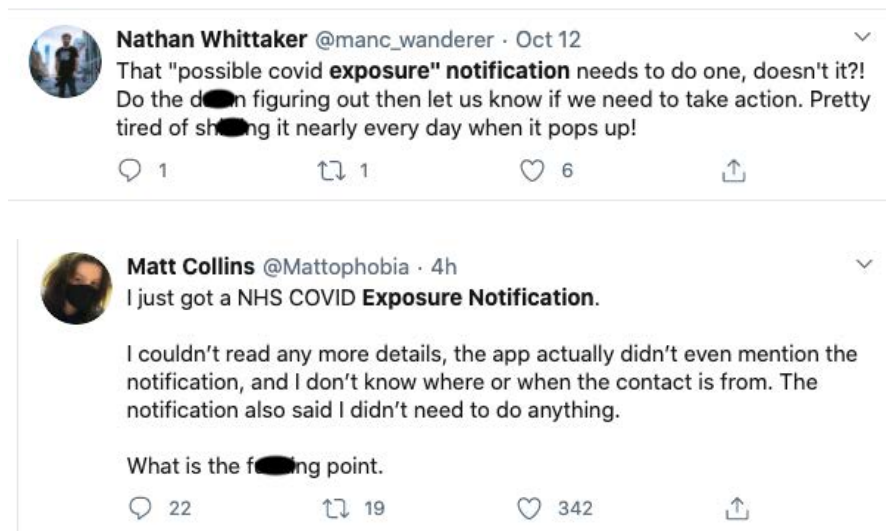 Nathan Whittaker @manc_wanderer · Oct 12
That "possible covid exposure" notification needs to do one, doesn't it?!
Do the figuring out then let us know if we need to take action. Pretty
tired of it nearly every day when it pops up!
1 1 6
Matt Collins @Mattophobia · 4h
I just got a NHS COVID Exposure Notification.
I couldn't read any more details, the app actually didn't even mention the
notification, and I don't know where or when the contact is from. The
notification also said I didn't need to do anything.
What is the point.
22 19 342